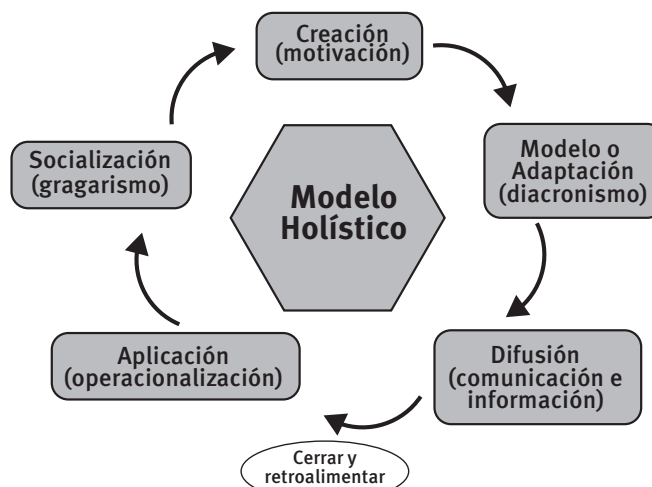 Creación
(motivación)
Modelo o
Adaptación
(diacronismo)
Difusión
(comunicación e
información)
Cerrar y
retroalimentar
Aplicación
(operacionalización)
Socialización
(gragarismo)
Modelo
Holístico